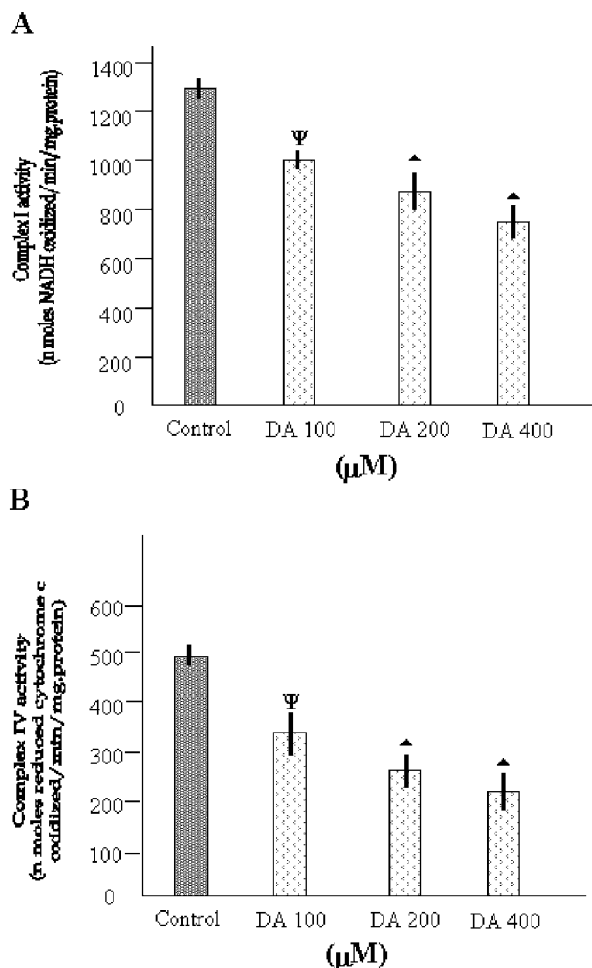 A
Complex I activity
(n moles NADH oxidized/min/mg.protein)
1400
1200
1000
800
600
400
200
0
Ψ
Control DA 100 DA 200 DA 400
(μM)
B
Complex IV activity
(n moles reduced cytochrome c
oxidized/min/mg.protein)
600
500
400
300
200
100
0
Ψ
Control DA 100 DA 200 DA 400
(μM)